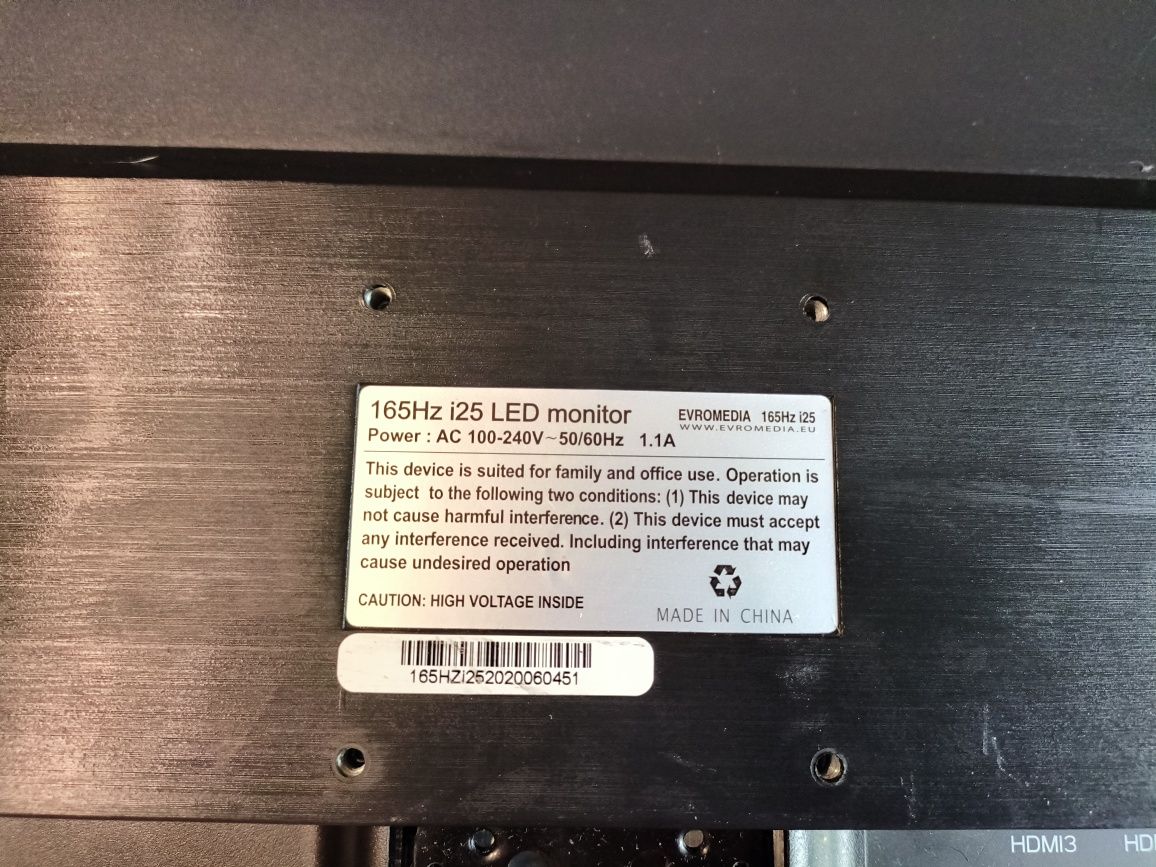 165Hz i25 LED monitor
EVROMEDIA 165Hz i25
WWW.EVROMEDIA.EU
Power : AC 100-240V~50/60Hz 1.1A
This device is suited for family and office use. Operation is
subject to the following two conditions: (1) This device may
not cause harmful interference. (2) This device must accept
any interference received. Including interference that may
cause undesired operation
CAUTION: HIGH VOLTAGE INSIDE
MADE IN CHINA
165HZi252020060451
HDMI3